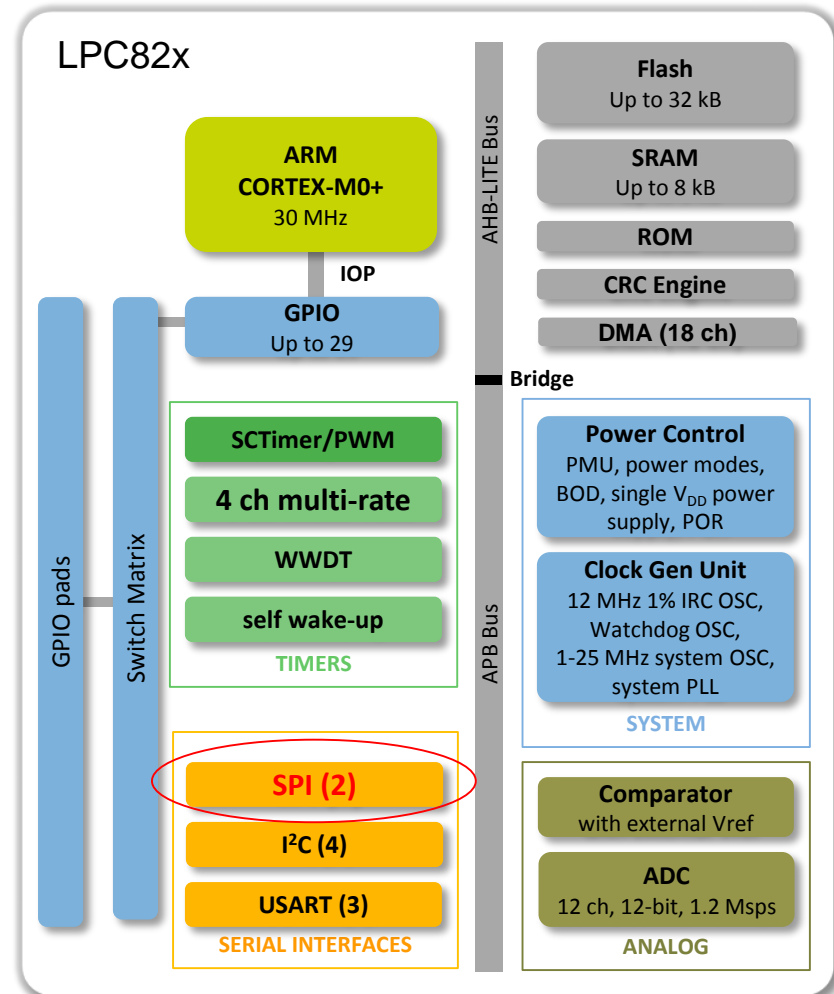 LPC82x
ARM
CORTEX-M0+
30 MHz
IOP
GPIO
Up to 29
GPIO pads
Switch Matrix
SCTimer/PWM
4 ch multi-rate
WWDT
self wake-up
TIMERS
SPI (2)
I²C (4)
USART (3)
SERIAL INTERFACES
AHB-LITE Bus
Bridge
APB Bus
Flash
Up to 32 kB
SRAM
Up to 8 kB
ROM
CRC Engine
DMA (18 ch)
Power Control
PMU, power modes,
BOD, single V_DD power
supply, POR
Clock Gen Unit
12 MHz 1% IRC OSC,
Watchdog OSC,
1-25 MHz system OSC,
system PLL
SYSTEM
Comparator
with external Vref
ADC
12 ch, 12-bit, 1.2 Msps
ANALOG